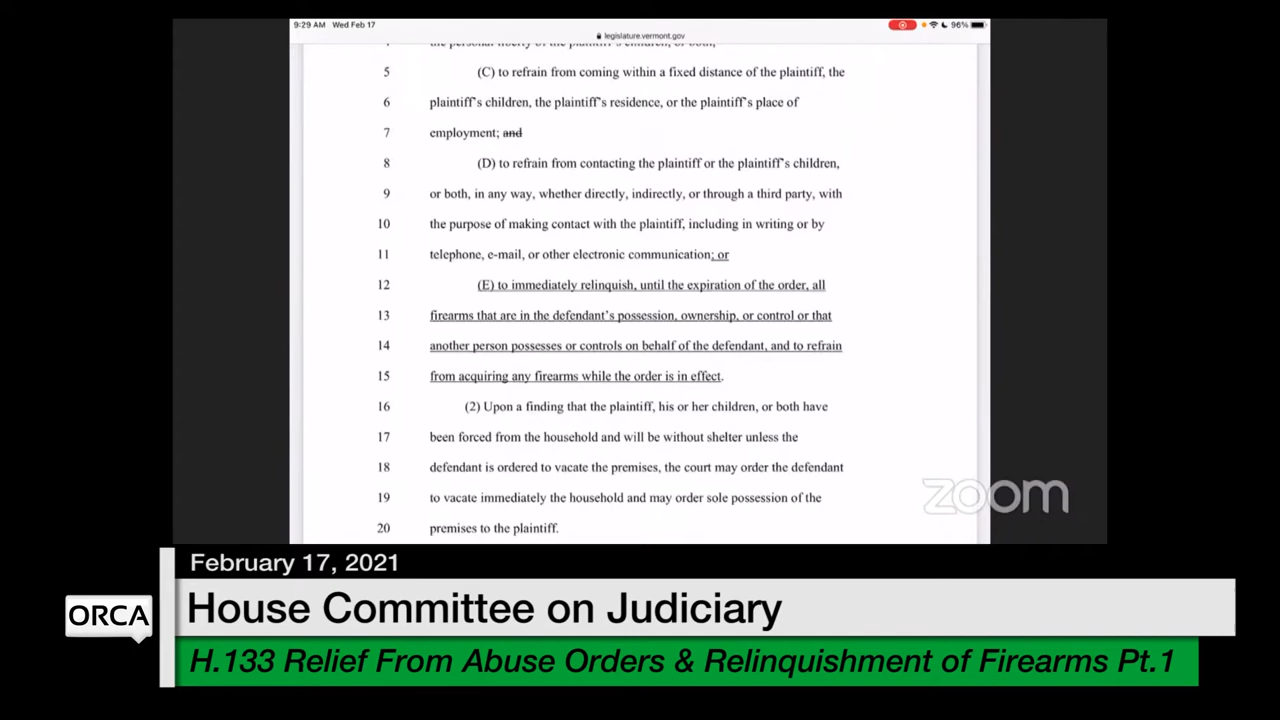 9:29 AM Wed Feb 17
96%
legislature.vermont.gov
the personal liberty of the plaintiff's children, or both;
5 (C) to refrain from coming within a fixed distance of the plaintiff, the
6 plaintiff's children, the plaintiff's residence, or the plaintiff's place of
7 employment; and
8 (D) to refrain from contacting the plaintiff or the plaintiff's children,
9 or both, in any way, whether directly, indirectly, or through a third party, with
10 the purpose of making contact with the plaintiff, including in writing or by
11 telephone, e-mail, or other electronic communication; or
12 (E) to immediately relinquish, until the expiration of the order, all
13 firearms that are in the defendant's possession, ownership, or control or that
14 another person possesses or controls on behalf of the defendant, and to refrain
15 from acquiring any firearms while the order is in effect.
16 (2) Upon a finding that the plaintiff, his or her children, or both have
17 been forced from the household and will be without shelter unless the
18 defendant is ordered to vacate the premises, the court may order the defendant
19 to vacate immediately the household and may order sole possession of the
20 premises to the plaintiff.
zoom
February 17, 2021
ORCA
House Committee on Judiciary
H.133 Relief From Abuse Orders & Relinquishment of Firearms Pt.1